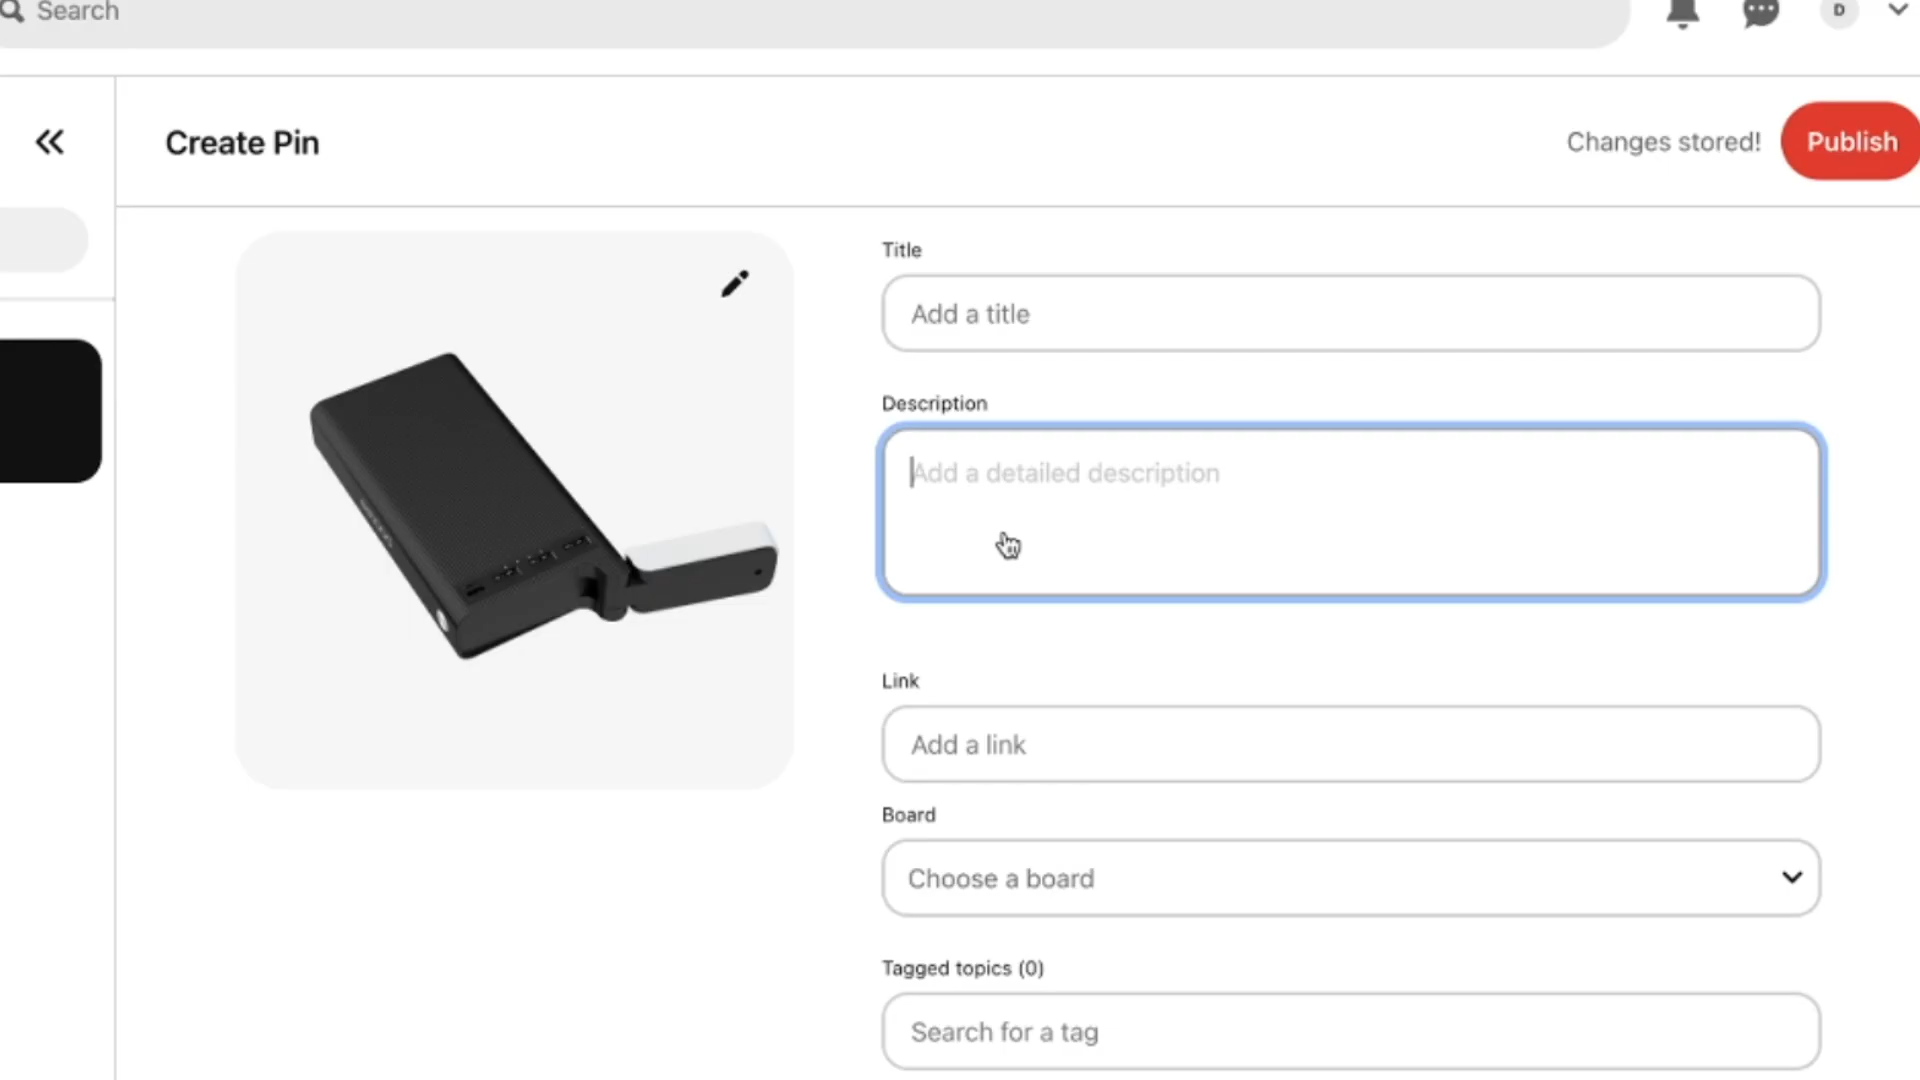 Search
D
Create Pin
Changes stored!
Publish
Title
Add a title
Description
Add a detailed description
Link
Add a link
Board
Choose a board
Tagged topics (0)
Search for a tag